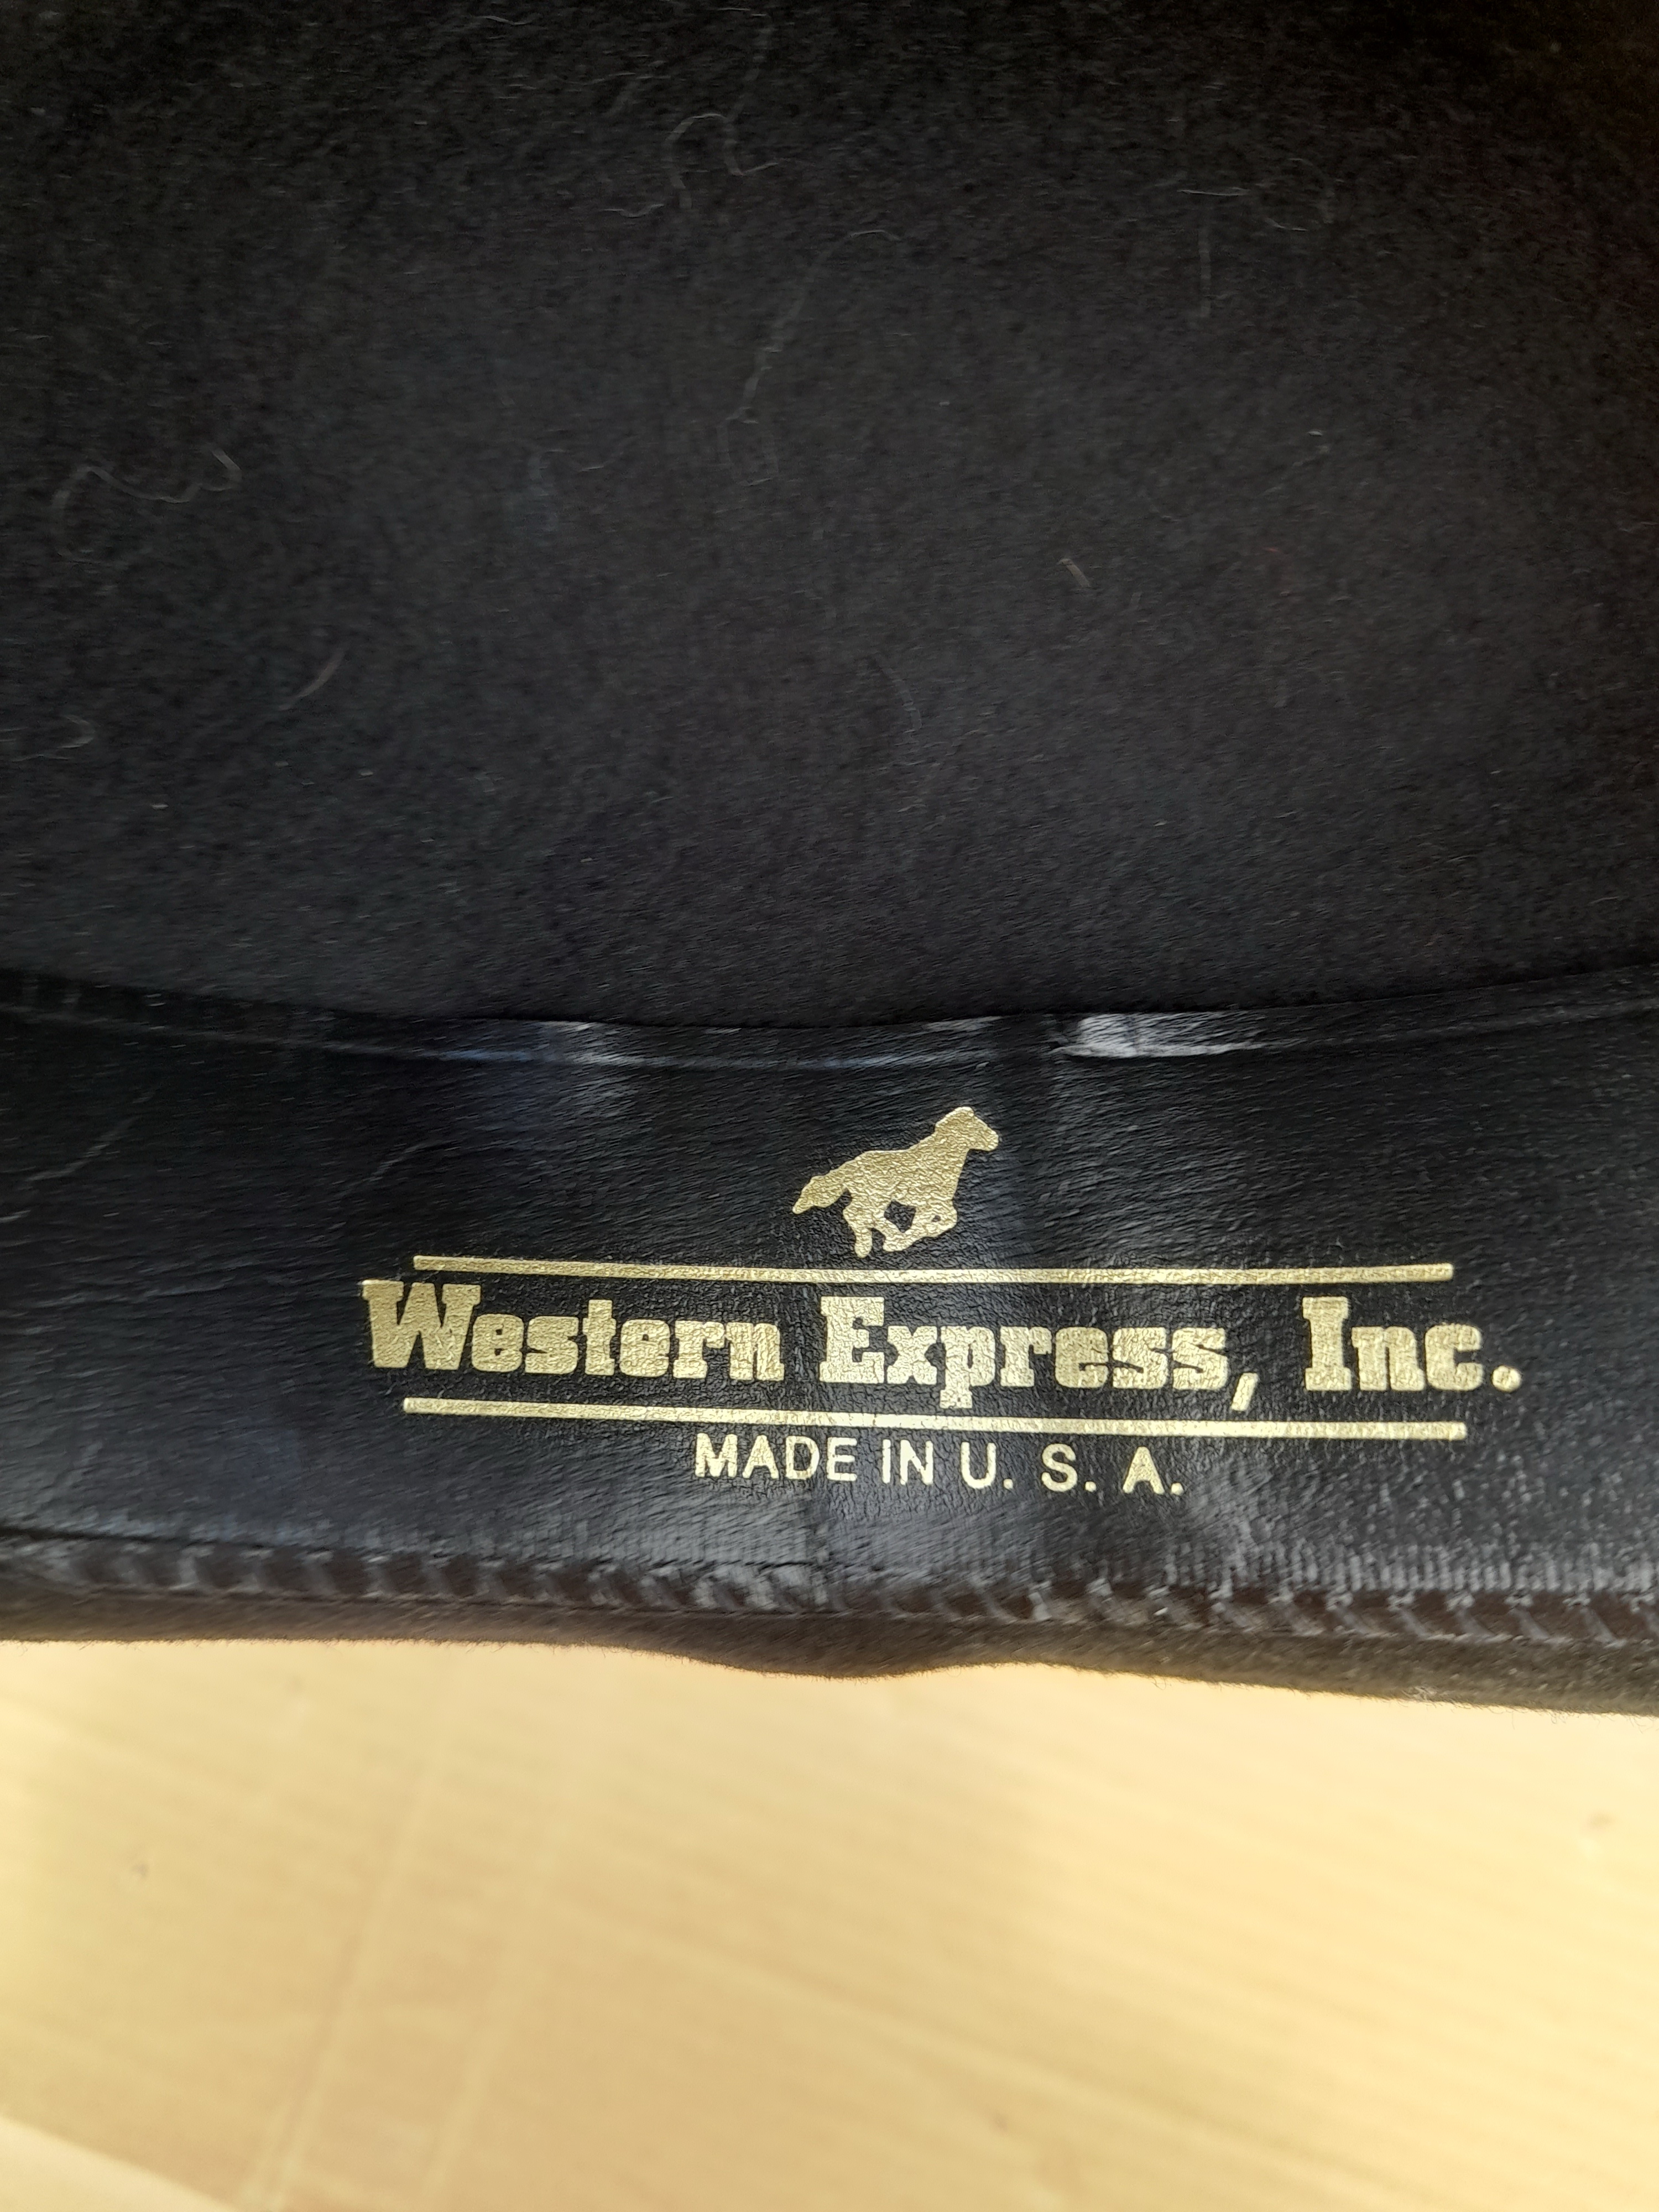 Western Express, Inc.
MADE IN U. S. A.